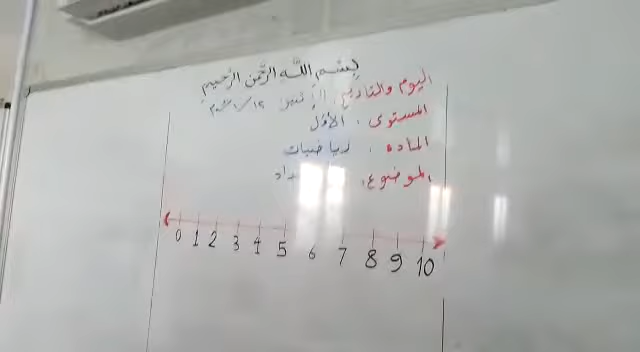 بسم الله الرحمن الرحيم
اليوم والتاريخ:
المستوى: الأول
المادة: رياضيات
الموضوع:
0 1 2 3 4 5 6 7 8 9 10